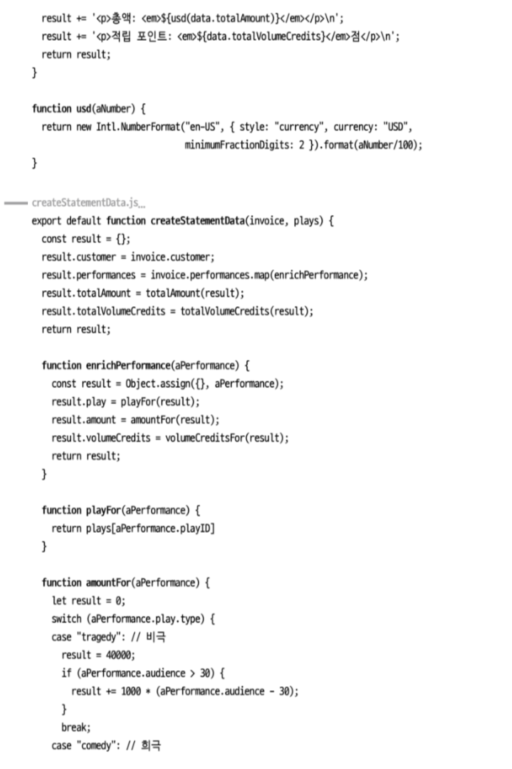 result += '<p>총액: <em>${usd(data.totalAmount)}</em></p>\n';
result += '<p>적립 포인트: <em>${data.totalVolumeCredits}</em>점</p>\n';
return result;
}
function usd(aNumber) {
return new Intl.NumberFormat("en-US", { style: "currency", currency: "USD",
minimumFractionDigits: 2 }).format(aNumber/100);
}
createStatementData.js_
export default function createStatementData(invoice, plays) {
const result = {};
result.customer = invoice.customer;
result.performances = invoice.performances.map(enrichPerformance);
result.totalAmount = totalAmount(result);
result.totalVolumeCredits = totalVolumeCredits(result);
return result;
function enrichPerformance(aPerformance) {
const result = Object.assign({}, aPerformance);
result.play = playFor(result);
result.amount = amountFor(result);
result.volumeCredits = volumeCreditsFor(result);
return result;
}
function playFor(aPerformance) {
return plays[aPerformance.playID]
}
function amountFor(aPerformance) {
let result = 0;
switch (aPerformance.play.type) {
case "tragedy": // 비극
result = 40000;
if (aPerformance.audience > 30) {
result += 1000 * (aPerformance.audience - 30);
}
break;
case "comedy": // 희극